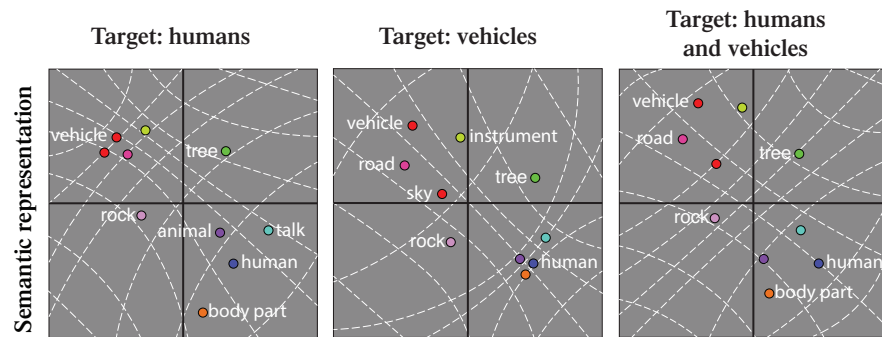 Target: humans
Target: vehicles
Target: humans
and vehicles
Semantic representation
vehicle
tree
rock
animal
talk
human
body part
vehicle
instrument
road
tree
sky
rock
human
vehicle
road
tree
rock
human
body part